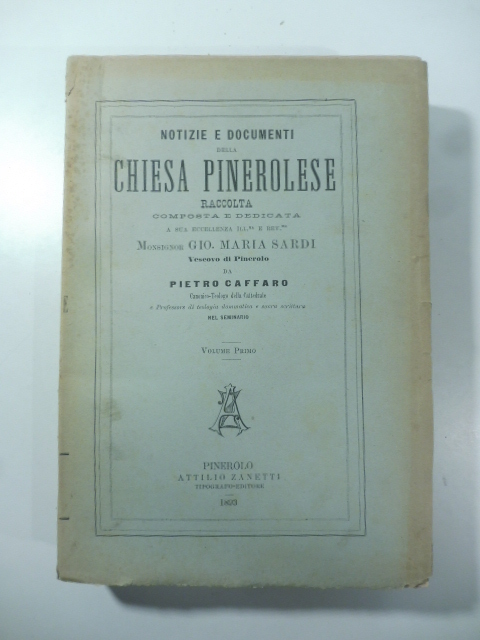 NOTIZIE E DOCUMENTI
DELLA
CHIESA PINEROLESE
RACCOLTA
COMPOSTA E DEDICATA
A SUA ECCELLENZA ILL.ma E REV.ma
MONSIGNOR GIO. MARIA SARDI
Vescovo di Pinerolo
DA
PIETRO CAFFARO
Canonico-Teologo della Cattedrale
e Professore di teologia dommatica e sacra scrittura
NEL SEMINARIO
VOLUME PRIMO
PINEROLO
ATTILIO ZANETTI
TIPOGRAFO-EDITORE
1893